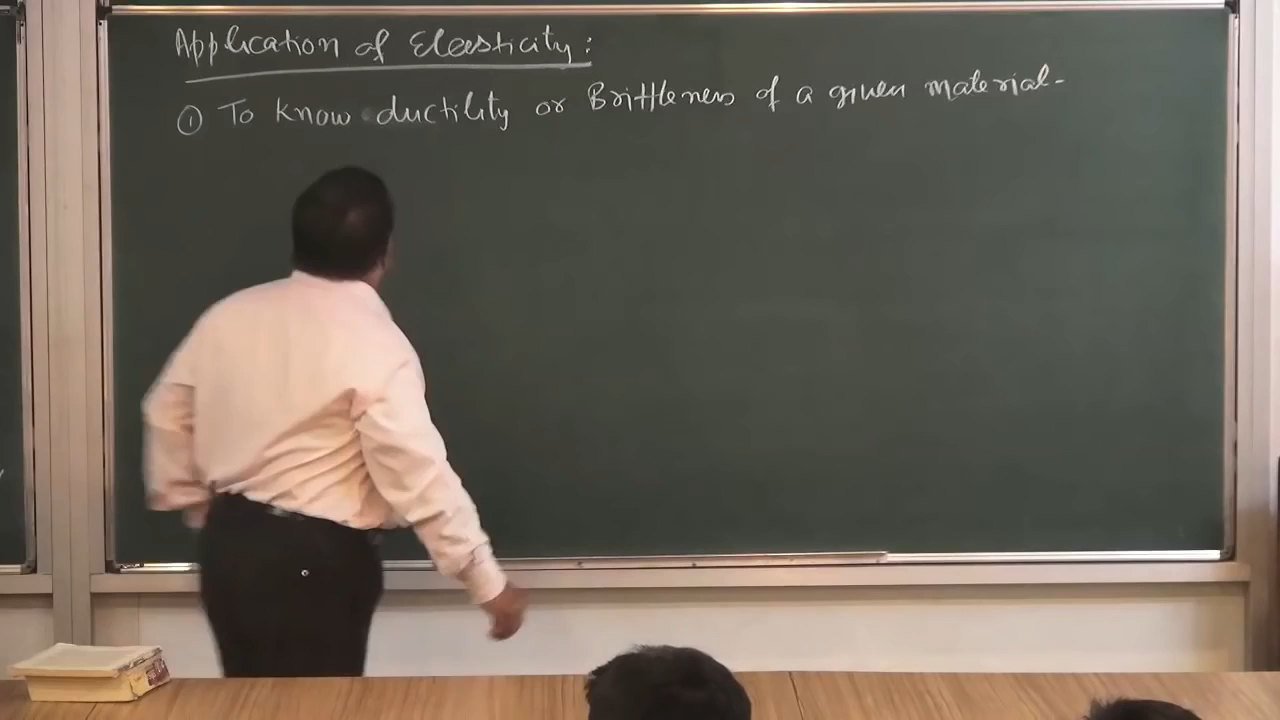 Application of Elasticity:
① To know ductility or Brittleness of a given material-